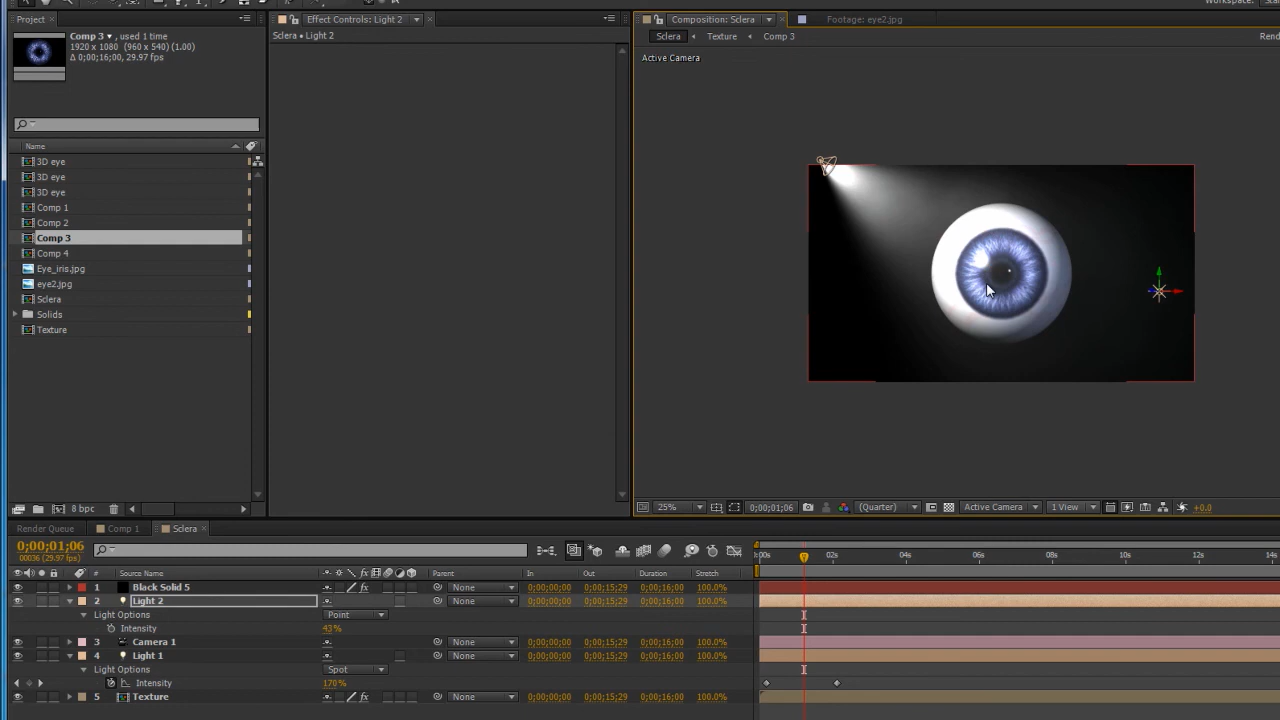 Project
Effect Controls: Light 2
Composition: Sclera
Footage: eye2.jpg
Comp 3 , used 1 time
1920 x 1080 (960 x 540) (1.00)
Δ 0;00;16;00, 29.97 fps
Sclera • Light 2
Sclera
Texture
Comp 3
Rend
Active Camera
Name
3D eye
3D eye
3D eye
Comp 1
Comp 2
Comp 3
Comp 4
Eye_iris.jpg
eye2.jpg
Sclera
Solids
Texture
8 bpc
25%
0;00;01;06
(Quarter)
Active Camera
1 View
+0.0
Render Queue
Comp 1
Sclera
0;00;01;06
00036 (29.97 fps)
:00s 02s 04s 06s 08s 10s 12s 14s
# Source Name Parent In Out Duration Stretch
1 Black Solid 5 None 0;00;00;00 0;00;15;29 0;00;16;00 100.0%
2 Light 2 None 0;00;00;00 0;00;15;29 0;00;16;00 100.0%
Light Options Point
Intensity 43%
3 Camera 1 None 0;00;00;00 0;00;15;29 0;00;16;00 100.0%
4 Light 1 None 0;00;00;00 0;00;15;29 0;00;16;00 100.0%
Light Options Spot
Intensity 170%
5 Texture None 0;00;00;00 0;00;15;29 0;00;16;00 100.0%